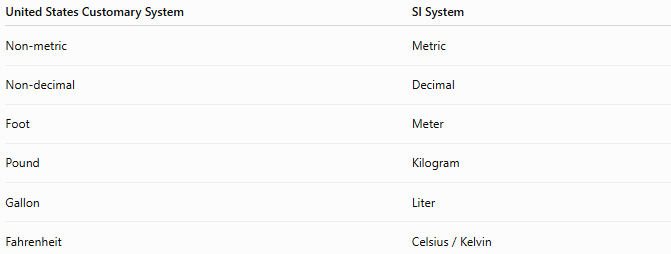 United States Customary System SI System
Non-metric Metric
Non-decimal Decimal
Foot Meter
Pound Kilogram
Gallon Liter
Fahrenheit Celsius / Kelvin